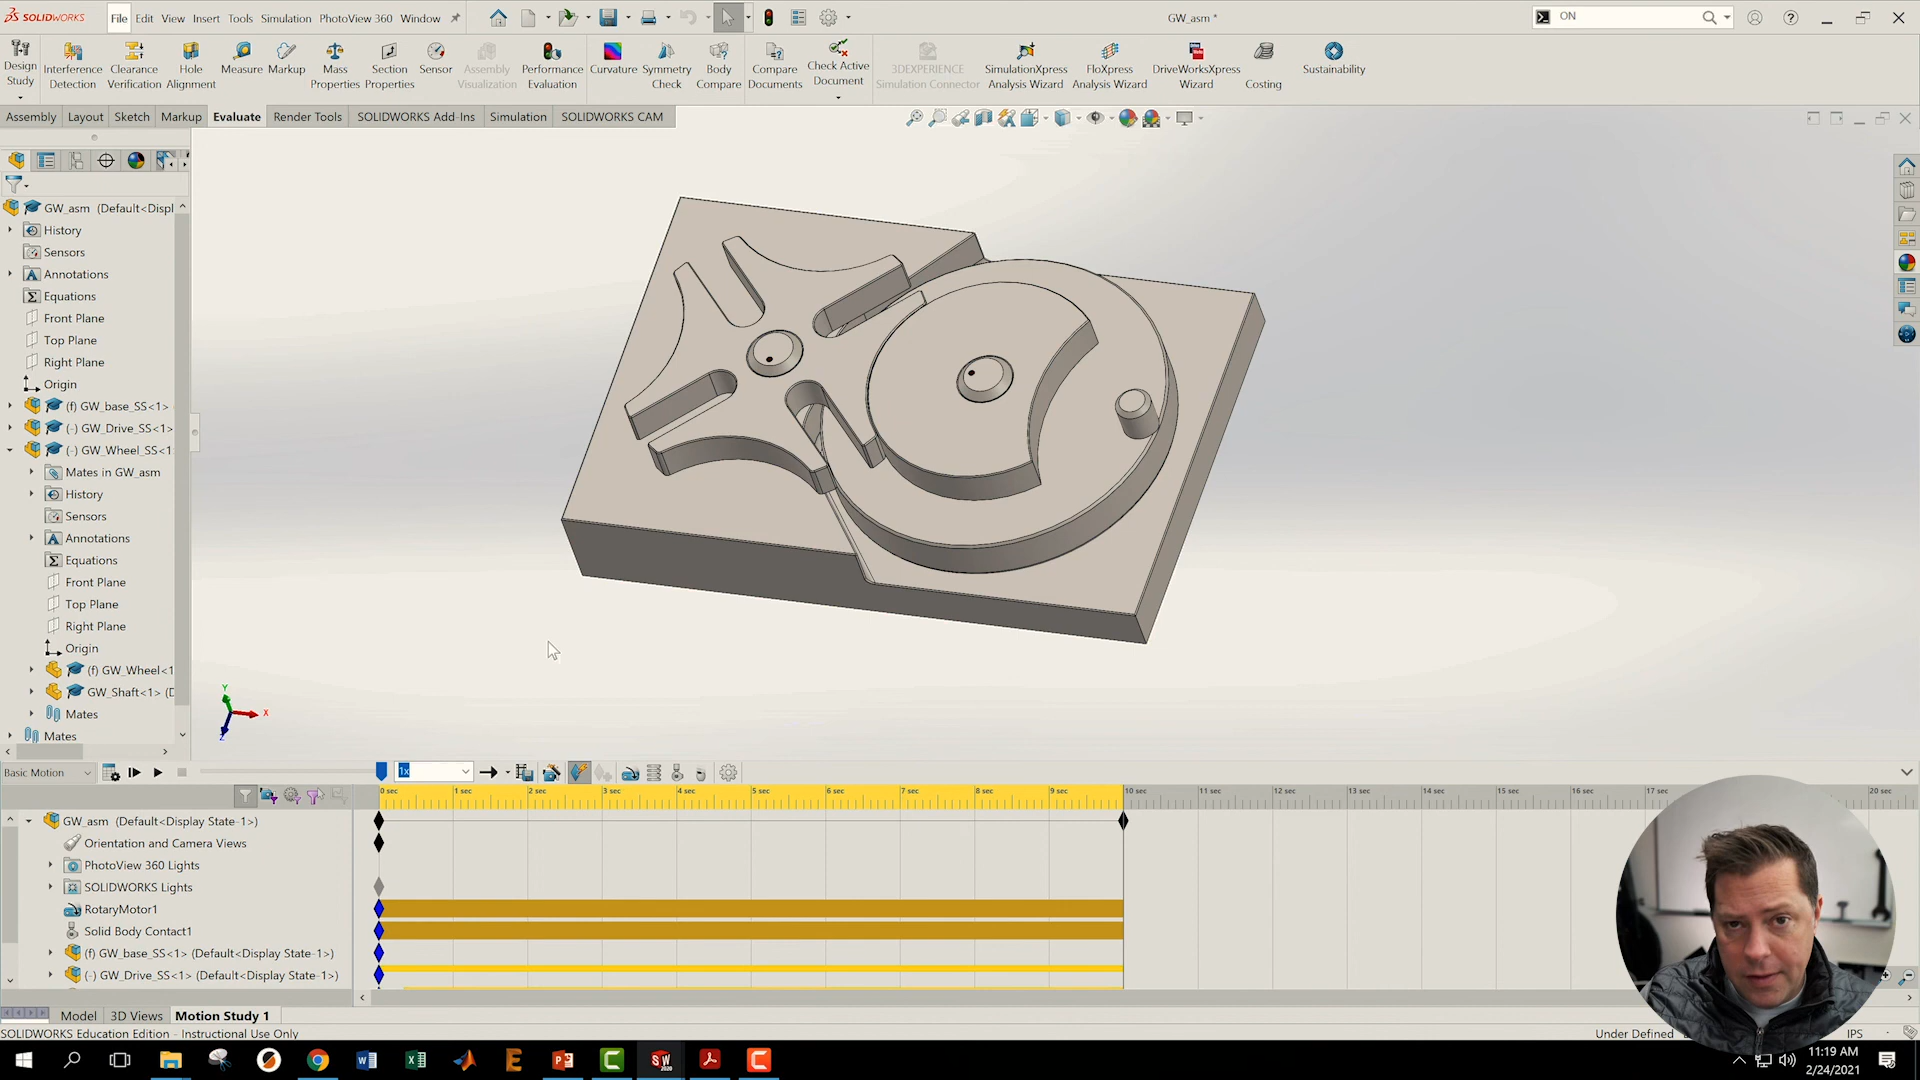 SOLIDWORKS
File Edit View Insert Tools Simulation PhotoView 360 Window
GW_asm *
ON
Design Study
Interference Detection
Clearance Verification
Hole Alignment
Measure
Markup
Mass Properties
Section Properties
Sensor
Assembly Visualization
Performance Evaluation
Curvature
Symmetry Check
Body Compare
Compare Documents
Check Active Document
3DEXPERIENCE Simulation Connector
SimulationXpress Analysis Wizard
FloXpress Analysis Wizard
DriveWorksXpress Wizard
Costing
Sustainability
Assembly Layout Sketch Markup Evaluate Render Tools SOLIDWORKS Add-Ins Simulation SOLIDWORKS CAM
GW_asm (Default<Displ
History
Sensors
Annotations
Equations
Front Plane
Top Plane
Right Plane
Origin
(f) GW_base_SS<1>
(-) GW_Drive_SS<1>
(-) GW_Wheel_SS<1
Mates in GW_asm
History
Sensors
Annotations
Equations
Front Plane
Top Plane
Right Plane
Origin
(f) GW_Wheel<1
GW_Shaft<1> (D
Mates
Mates
Y
X
Z
Basic Motion
1x
0 sec 1 sec 2 sec 3 sec 4 sec 5 sec 6 sec 7 sec 8 sec 9 sec 10 sec 11 sec 12 sec 13 sec 14 sec 15 sec 16 sec 17 sec 20 sec
GW_asm (Default<Display State-1>)
Orientation and Camera Views
PhotoView 360 Lights
SOLIDWORKS Lights
RotaryMotor1
Solid Body Contact1
(f) GW_base_SS<1> (Default<Display State-1>)
(-) GW_Drive_SS<1> (Default<Display State-1>)
Model 3D Views Motion Study 1
SOLIDWORKS Education Edition - Instructional Use Only
Under Defined
IPS
11:19 AM
2/24/2021